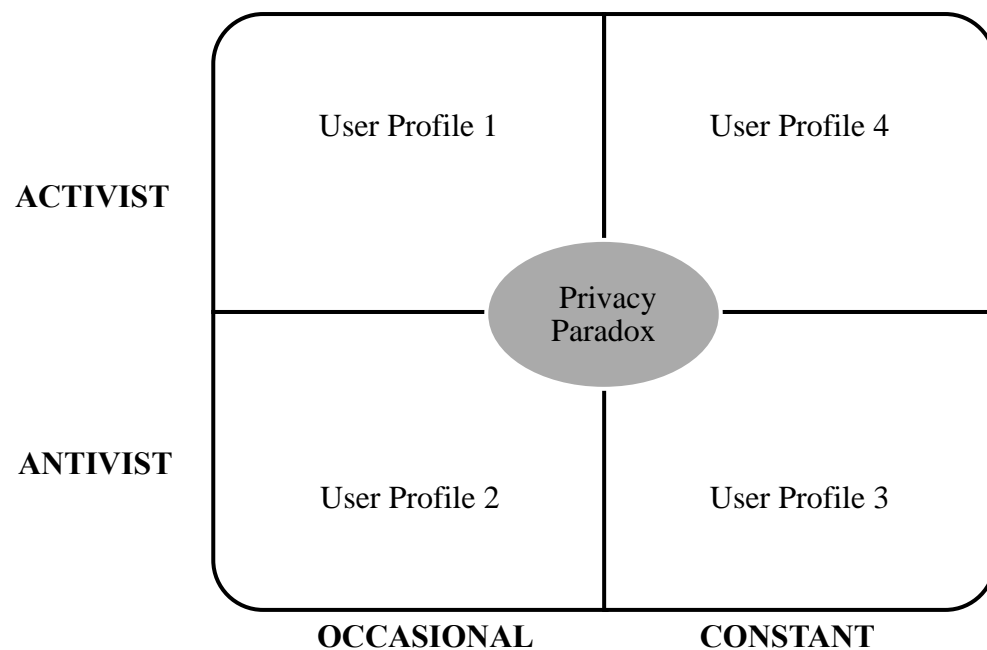 User Profile 1
User Profile 4
ACTIVIST
Privacy
Paradox
ANTIVIST
User Profile 2
User Profile 3
OCCASIONAL
CONSTANT